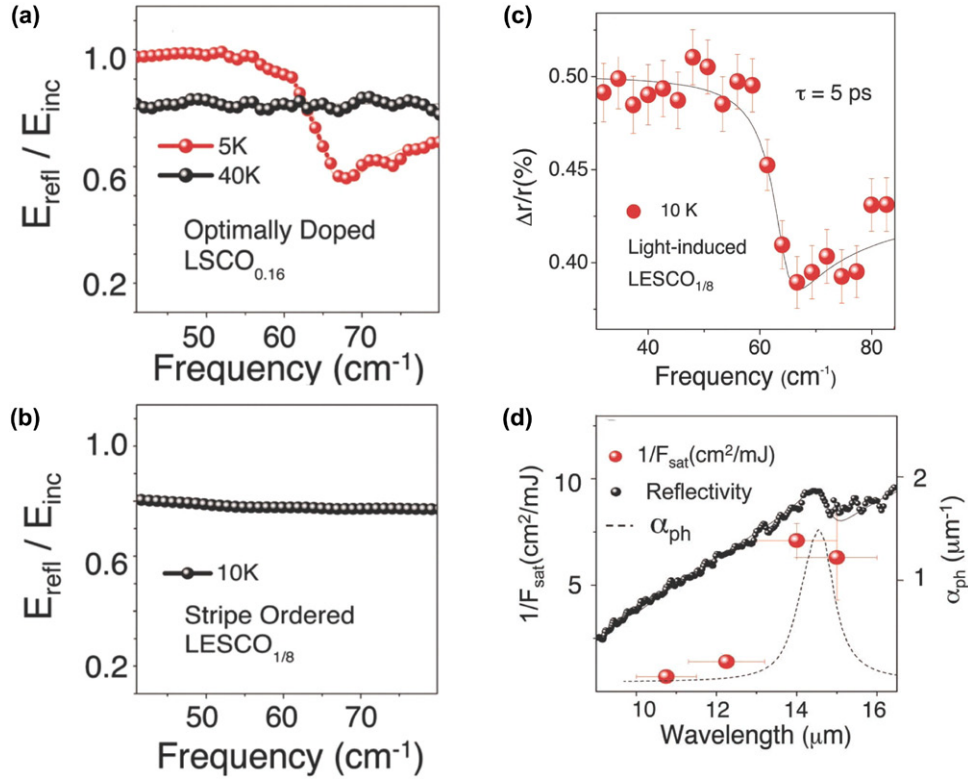 (a)
1.0
0.6
0.2
E_refl / E_inc
5K
40K
Optimally Doped
LSCO_0.16
50 60 70
Frequency (cm⁻¹)
(b)
1.0
0.6
0.2
E_refl / E_inc
10K
Stripe Ordered
LESCO_1/8
50 60 70
Frequency (cm⁻¹)
(c)
0.50
0.45
0.40
Δr/r(%)
τ = 5 ps
10 K
Light-induced
LESCO_1/8
40 60 80
Frequency (cm⁻¹)
(d)
1/F_sat(cm²/mJ)
Reflectivity
α_ph
10
5
1/F_sat(cm²/mJ)
2
1
α_ph (μm⁻¹)
10 12 14 16
Wavelength (μm)